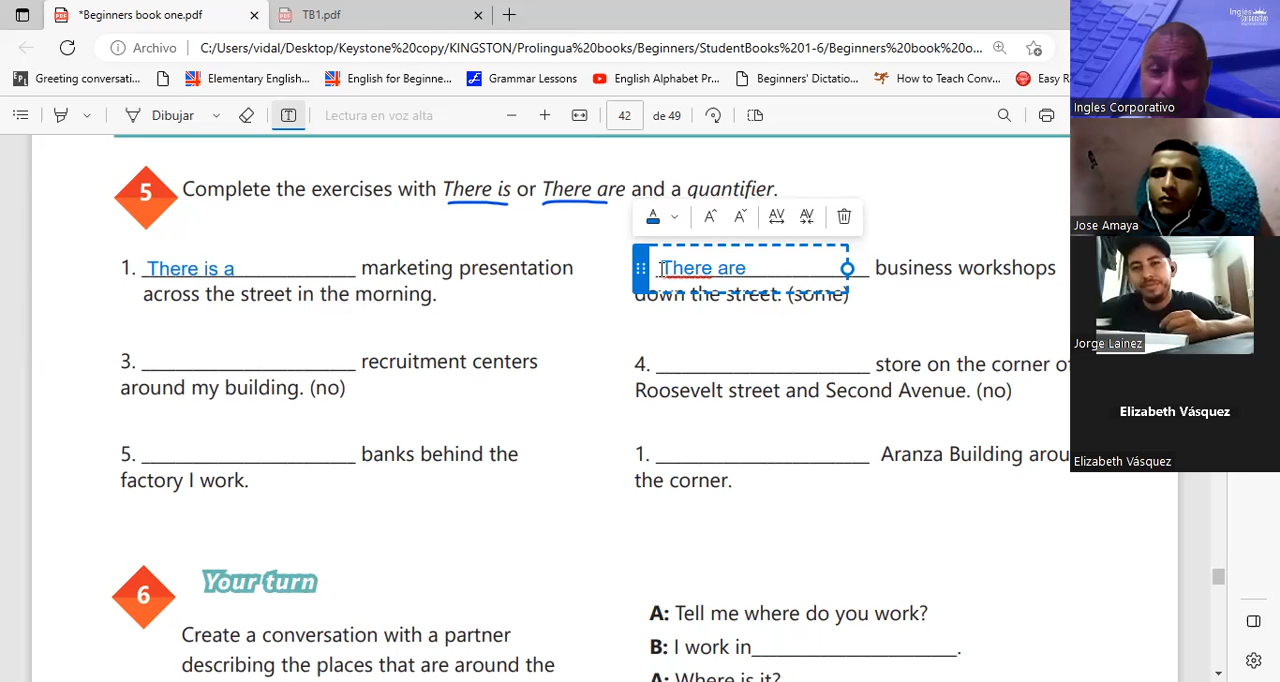 *Beginners book one.pdf
TB1.pdf
Archivo
C:/Users/vidal/Desktop/Keystone%20copy/KINGSTON/Prolingua%20books/Beginners/StudentBooks%201-6/Beginners%20book%20o...
Greeting conversati...
Elementary English...
English for Beginne...
Grammar Lessons
English Alphabet Pr...
Beginners' Dictatio...
How to Teach Conv...
Easy R
Dibujar
Lectura en voz alta
42
de 49
5
Complete the exercises with There is or There are and a quantifier.
1. There is a marketing presentation
across the street in the morning.
There are business workshops
down the street. (some)
3. ____________________ recruitment centers
around my building. (no)
4. ____________________ store on the corner of
Roosevelt street and Second Avenue. (no)
5. ____________________ banks behind the
factory I work.
1. ____________________ Aranza Building arou
the corner.
6
Your turn
Create a conversation with a partner
describing the places that are around the
A: Tell me where do you work?
B: I work in____________________.
A: Where is it?
Ingles Corporativo
Jose Amaya
Jorge Lainez
Elizabeth Vásquez
Elizabeth Vásquez